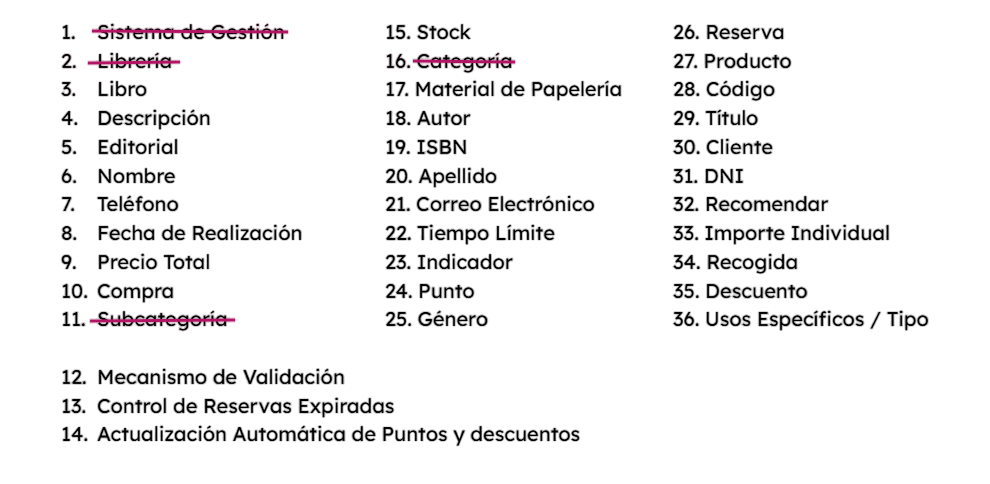 1. Sistema de Gestión
2. Librería
3. Libro
4. Descripción
5. Editorial
6. Nombre
7. Teléfono
8. Fecha de Realización
9. Precio Total
10. Compra
11. Subcategoría
12. Mecanismo de Validación
13. Control de Reservas Expiradas
14. Actualización Automática de Puntos y descuentos
15. Stock
16. Categoría
17. Material de Papelería
18. Autor
19. ISBN
20. Apellido
21. Correo Electrónico
22. Tiempo Límite
23. Indicador
24. Punto
25. Género
26. Reserva
27. Producto
28. Código
29. Título
30. Cliente
31. DNI
32. Recomendar
33. Importe Individual
34. Recogida
35. Descuento
36. Usos Específicos / Tipo